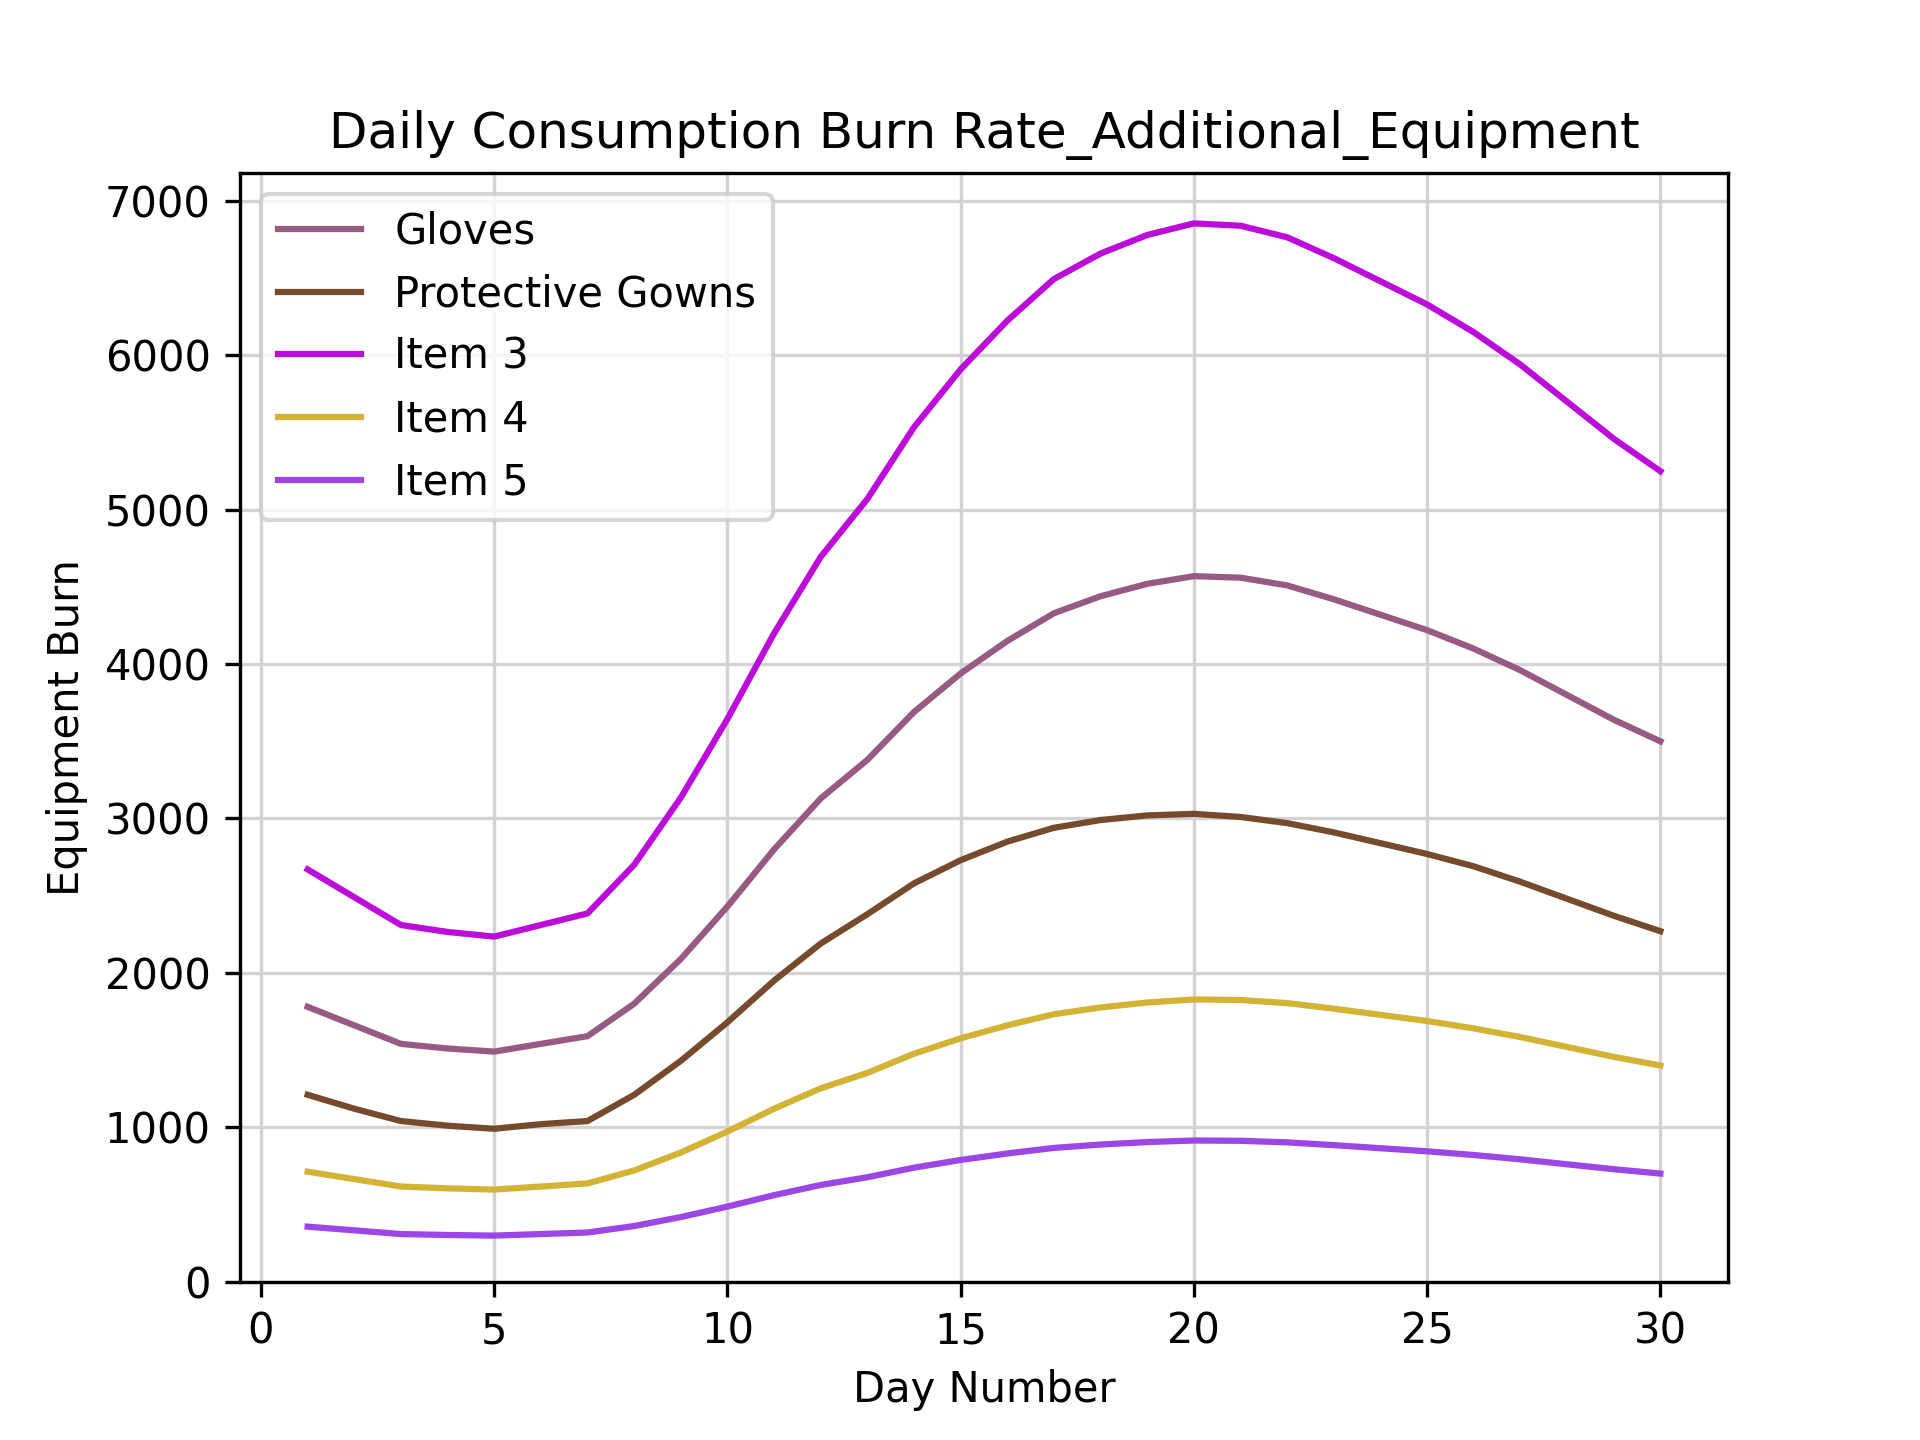 Daily Consumption Burn Rate_Additional_Equipment
7000
6000
5000
4000
3000
2000
1000
0
Equipment Burn
Gloves
Protective Gowns
Item 3
Item 4
Item 5
0 5 10 15 20 25 30
Day Number